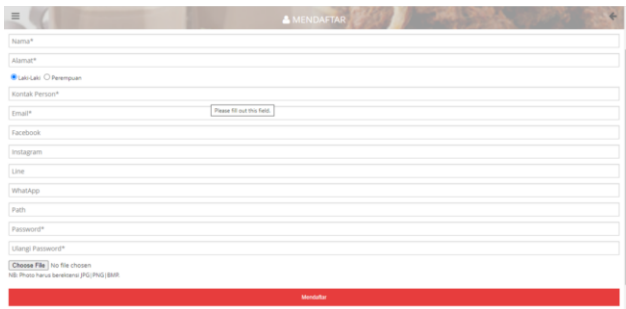 MENDAFTAR
Nama*
Alamat*
Laki-Laki Perempuan
Kontak Person*
Please fill out this field.
Email*
Facebook
Instagram
Line
WhatApp
Path
Password*
Ulangi Password*
Choose File No file chosen
NB: Photo harus berekstensi JPG|PNG|BMP
Mendaftar